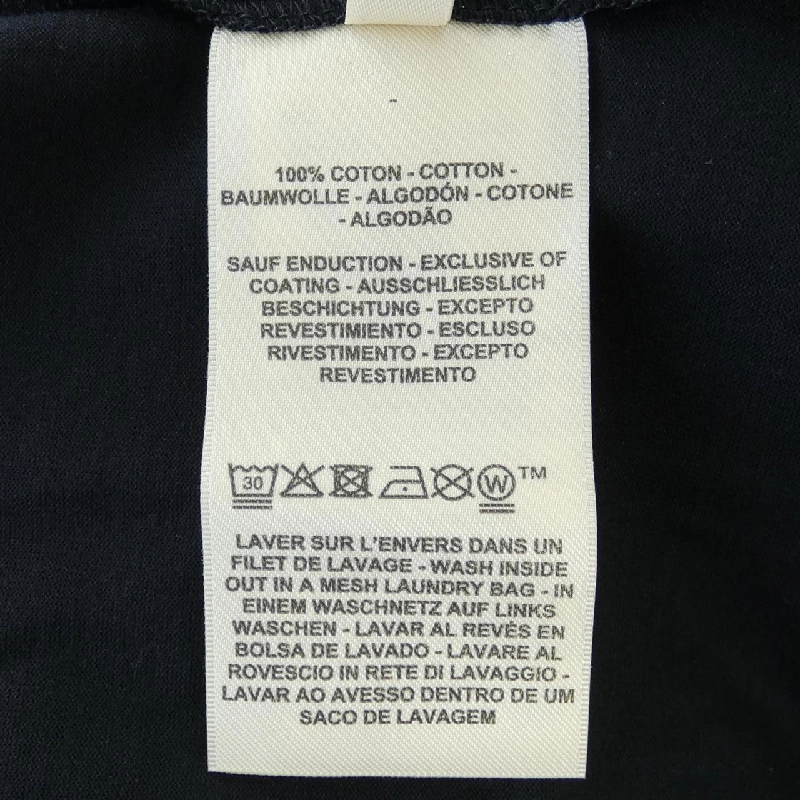 100% COTON - COTTON -
BAUMWOLLE - ALGODÓN - COTONE
- ALGODÃO
SAUF ENDUCTION - EXCLUSIVE OF
COATING - AUSSCHLIESSLICH
BESCHICHTUNG - EXCEPTO
REVESTIMIENTO - ESCLUSO
RIVESTIMENTO - EXCEPTO
REVESTIMENTO
30 W™
LAVER SUR L'ENVERS DANS UN
FILET DE LAVAGE - WASH INSIDE
OUT IN A MESH LAUNDRY BAG - IN
EINEM WASCHNETZ AUF LINKS
WASCHEN - LAVAR AL REVÉS EN
BOLSA DE LAVADO - LAVARE AL
ROVESCIO IN RETE DI LAVAGGIO -
LAVAR AO AVESSO DENTRO DE UM
SACO DE LAVAGEM